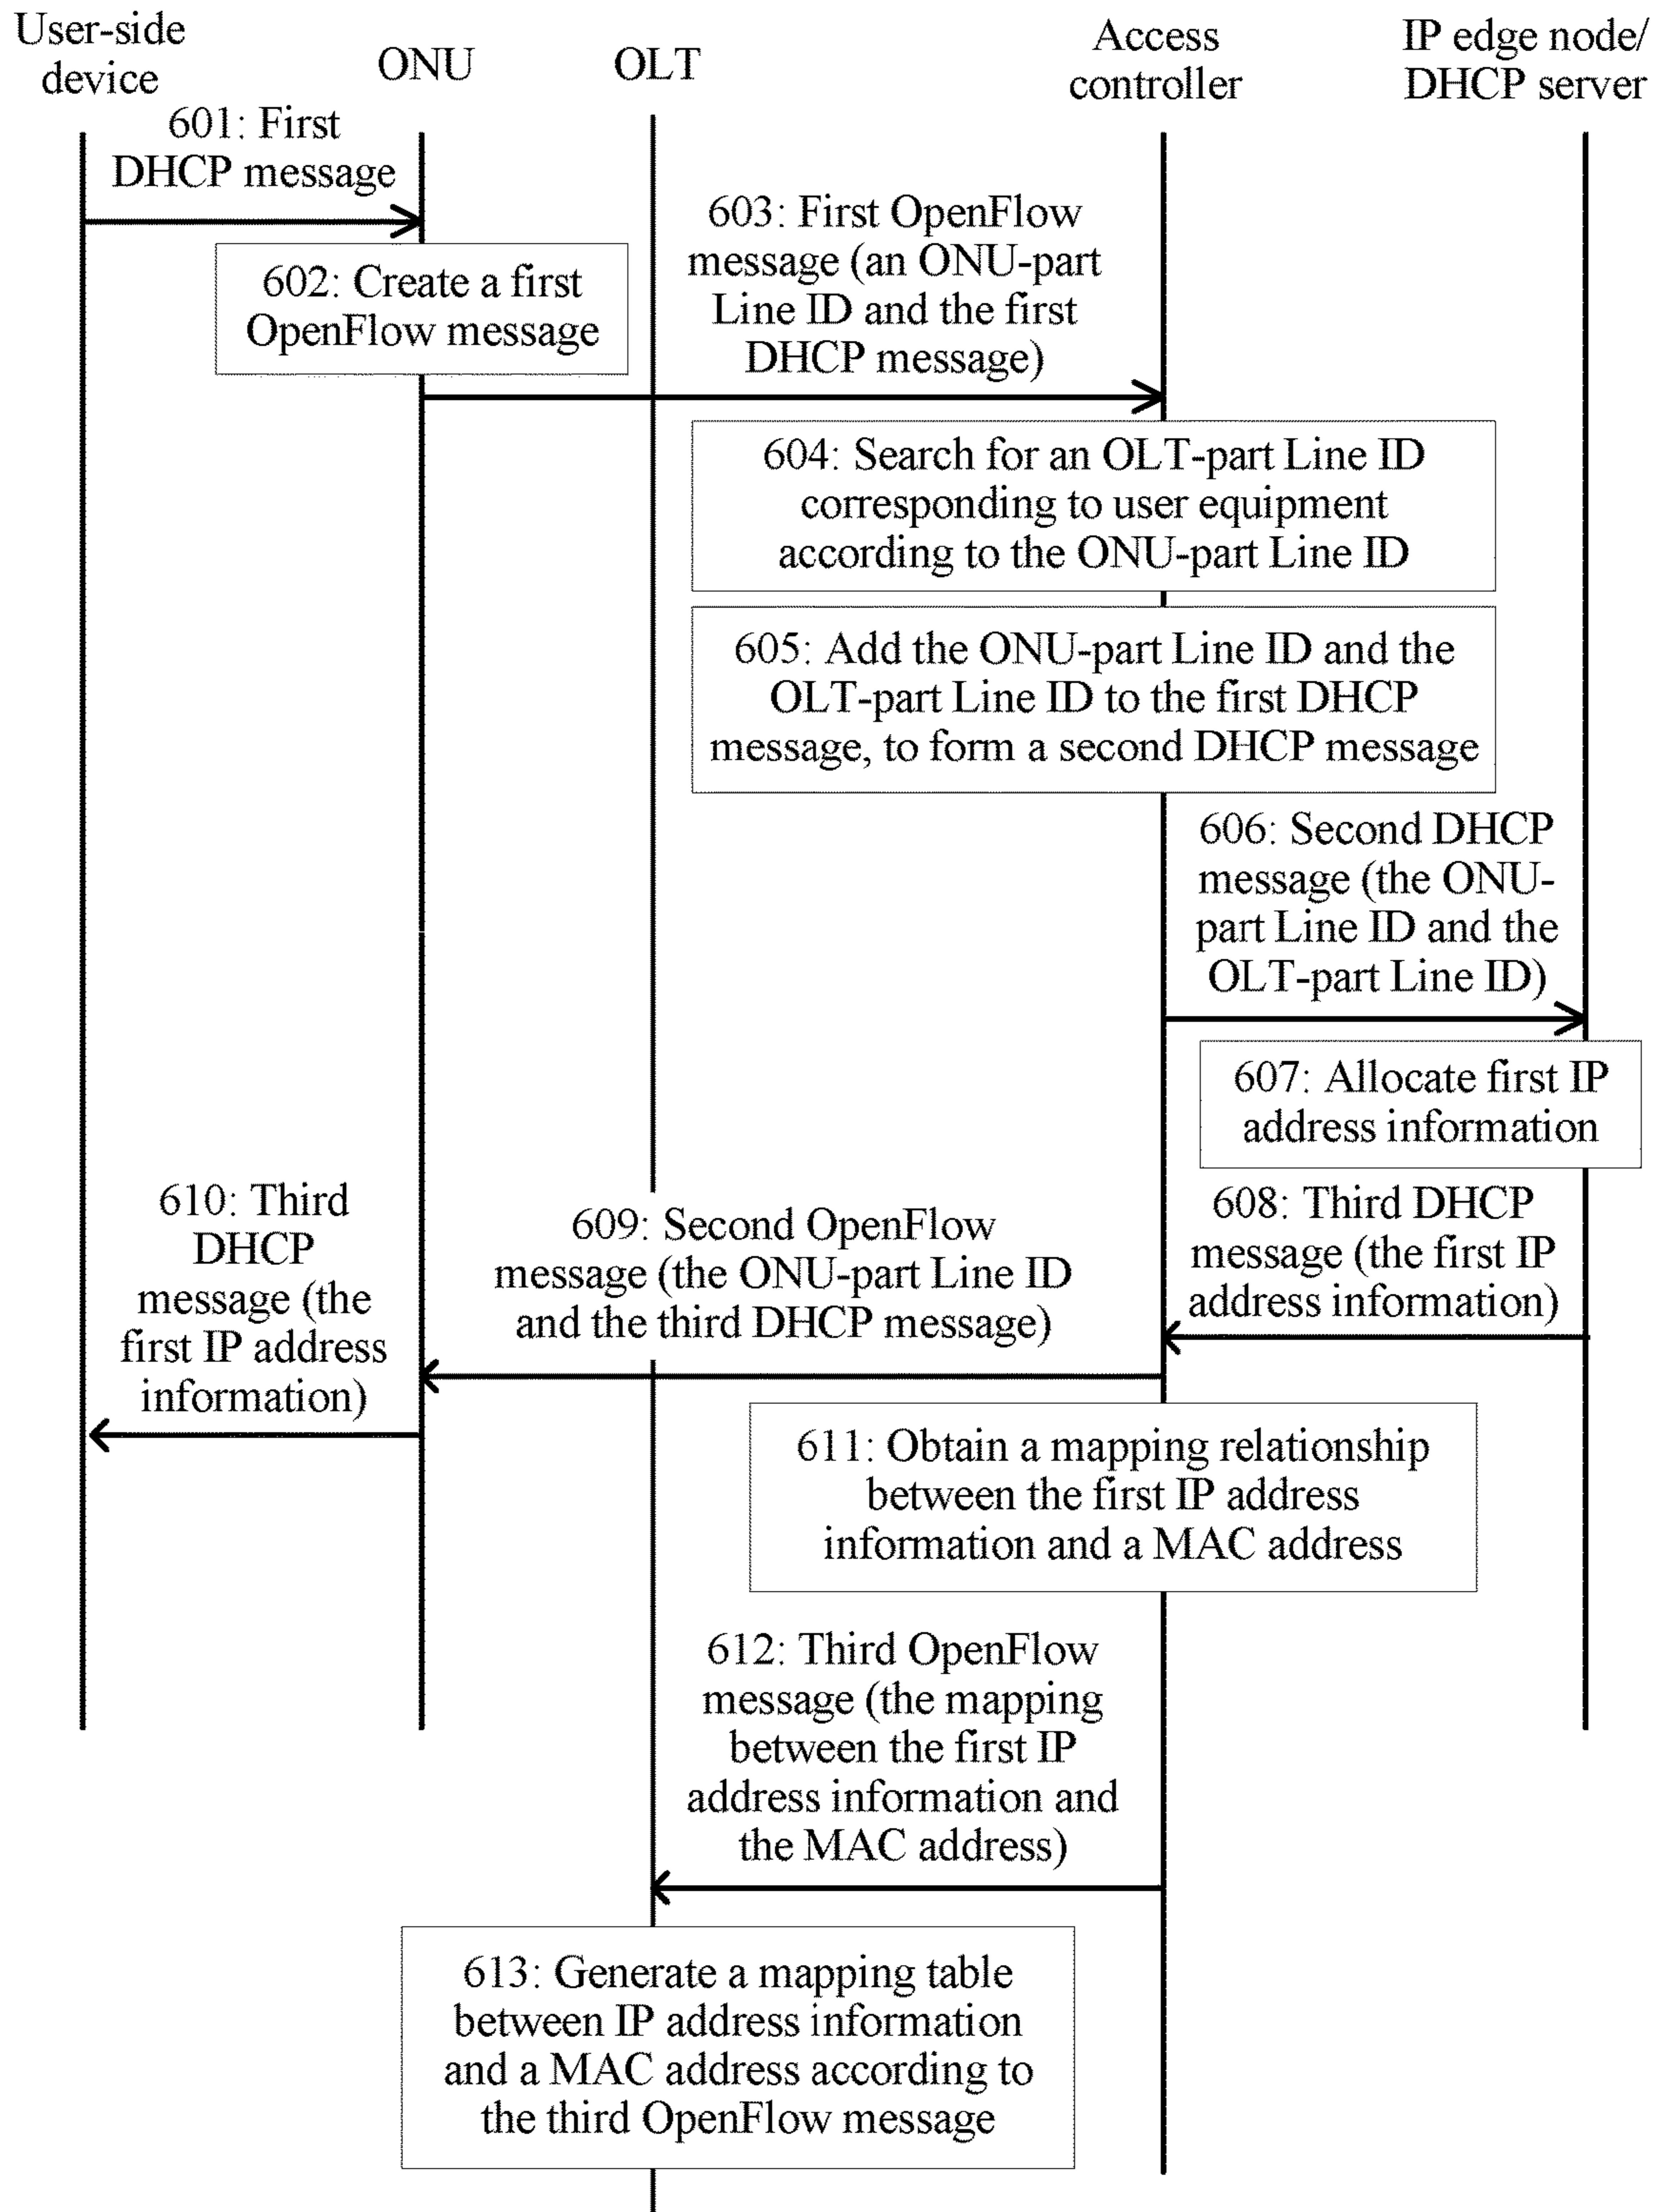 User-side
device
ONU
OLT
Access
controller
IP edge node/
DHCP server
601: First
DHCP message
602: Create a first
OpenFlow message
603: First OpenFlow
message (an ONU-part
Line ID and the first
DHCP message)
604: Search for an OLT-part Line ID
corresponding to user equipment
according to the ONU-part Line ID
605: Add the ONU-part Line ID and the
OLT-part Line ID to the first DHCP
message, to form a second DHCP message
606: Second DHCP
message (the ONU-
part Line ID and the
OLT-part Line ID)
607: Allocate first IP
address information
608: Third DHCP
message (the first IP
address information)
609: Second OpenFlow
message (the ONU-part Line ID
and the third DHCP message)
610: Third
DHCP
message (the
first IP address
information)
611: Obtain a mapping relationship
between the first IP address
information and a MAC address
612: Third OpenFlow
message (the mapping
between the first IP
address information and
the MAC address)
613: Generate a mapping table
between IP address information
and a MAC address according to
the third OpenFlow message